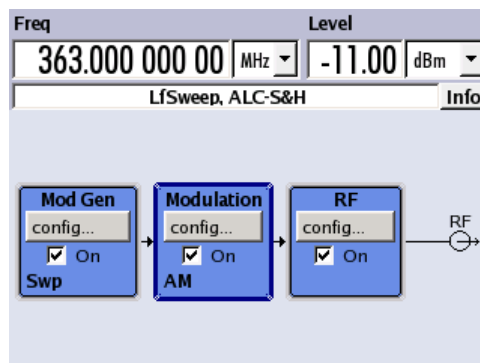 Freq Level
363.000 000 00 MHz -11.00 dBm
LfSweep, ALC-S&H Info
Mod Gen Modulation RF
config... config... config... RF
On On On
Swp AM